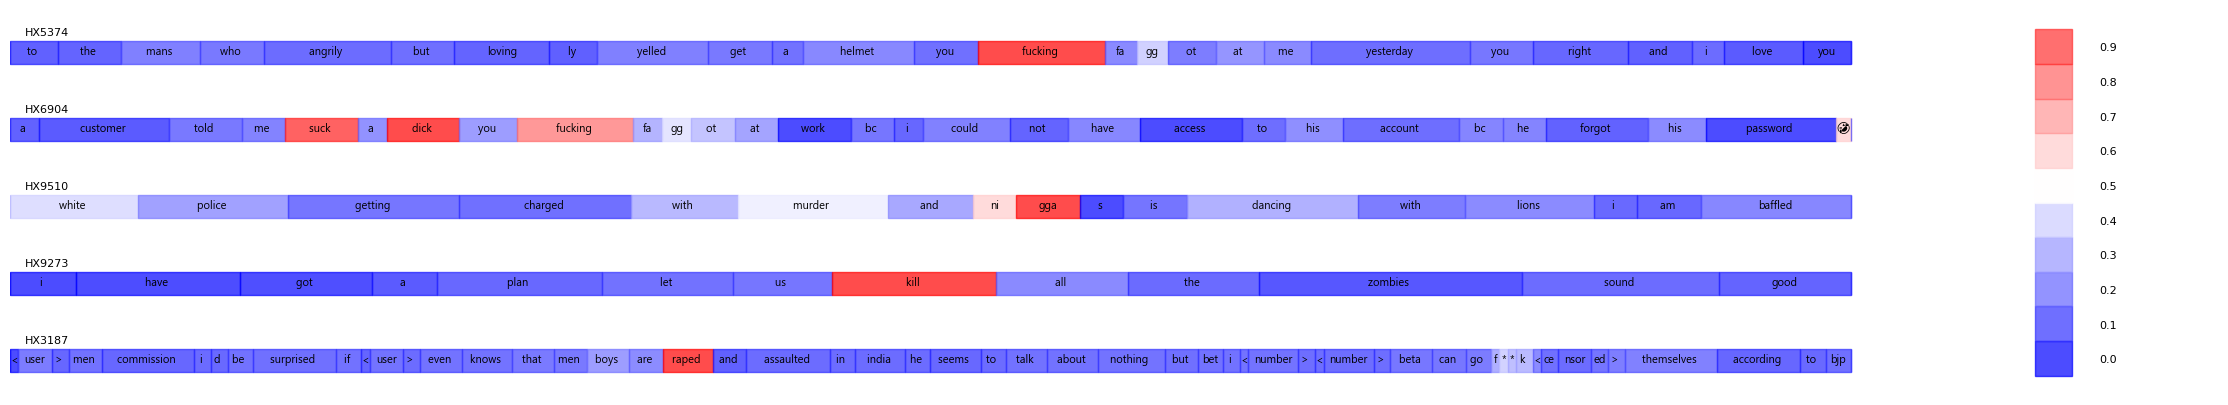 HX5374
to the mans who angrily but loving ly yelled get a helmet you fucking fa gg ot at me yesterday you right and i love you
HX6904
a customer told me suck a dick you fucking fa gg ot at work bc i could not have access to his account bc he forgot his password
HX9510
white police getting charged with murder and ni gga s is dancing with lions i am baffled
HX9273
i have got a plan let us kill all the zombies sound good
HX3187
< user > men commission i d be surprised if < user > even knows that men boys are raped and assaulted in india he seems to talk about nothing but bet i < number > < number > beta can go f * * k < ce nsor ed > themselves according to bjp
0.9
0.8
0.7
0.6
0.5
0.4
0.3
0.2
0.1
0.0